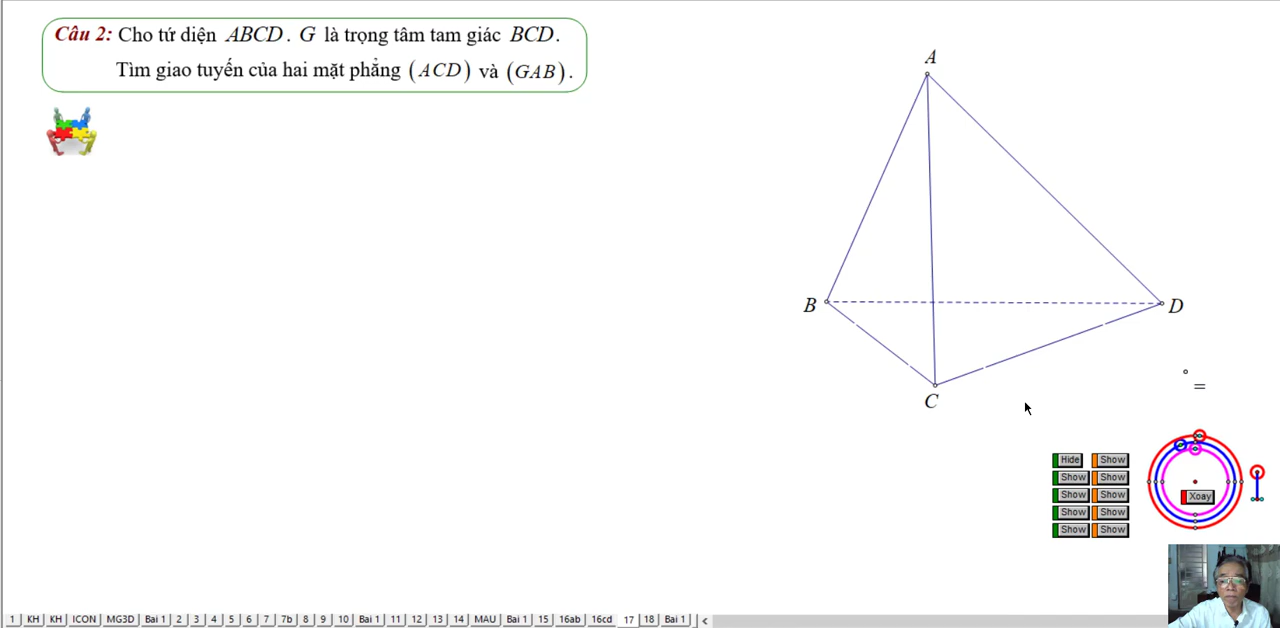 Câu 2: Cho tứ diện ABCD. G là trọng tâm tam giác BCD.
Tìm giao tuyến của hai mặt phẳng (ACD) và (GAB).
A
B
D
C
=
Hide Show
Show Show
Show Show
Show Show
Show Show
Xoay
1 KH KH ICON MG3D Bai 1 2 3 4 5 6 7 7b 8 9 10 Bai 1 11 12 13 14 MAU Bai 1 15 16ab 16cd 17 18 Bai 1 <